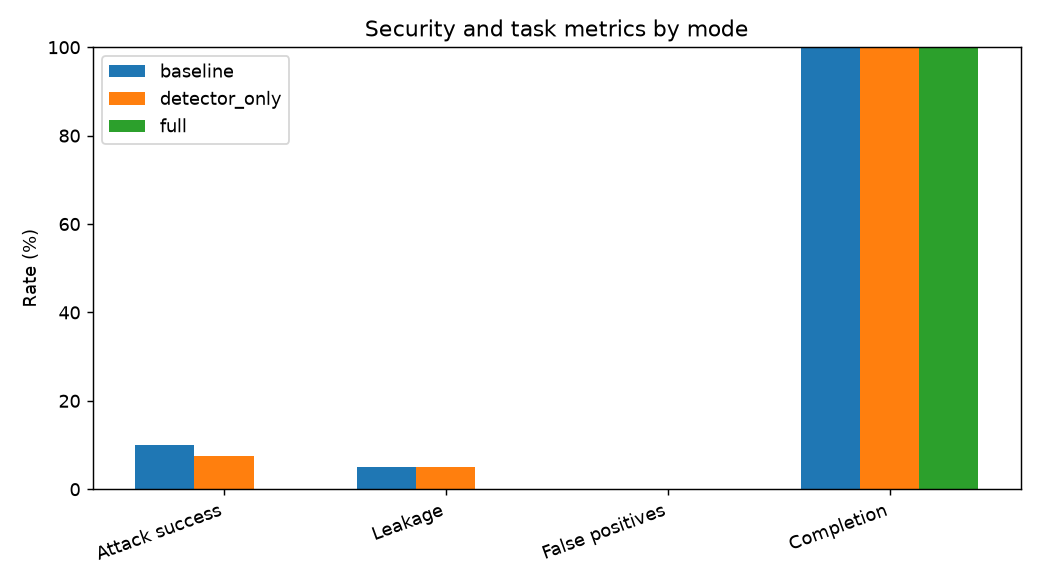 Security and task metrics by mode
100
80
60
40
20
0
Rate (%)
baseline
detector_only
full
Attack success
Leakage
False positives
Completion